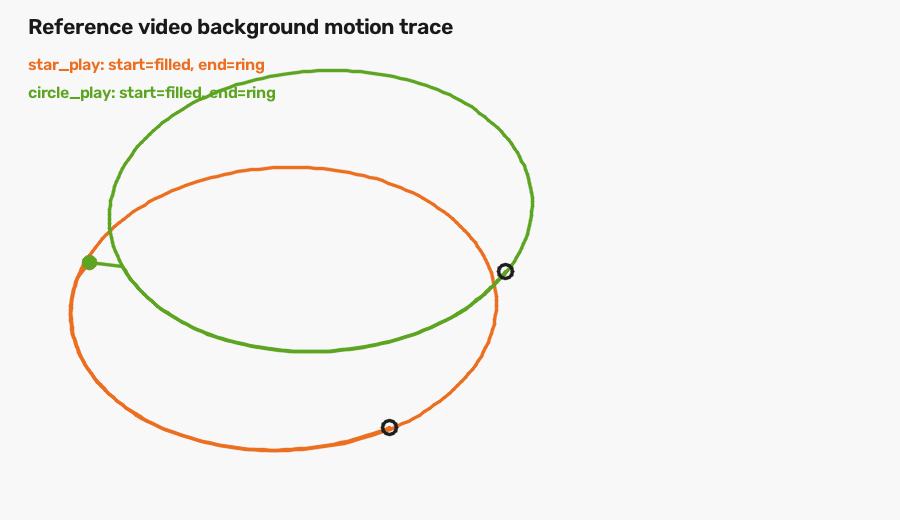 Reference video background motion trace
star_play: start=filled, end=ring
circle_play: start=filled, end=ring